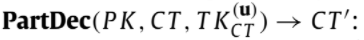 PartDec(PK, CT, TK_{CT}^{(u)}) → CT′: